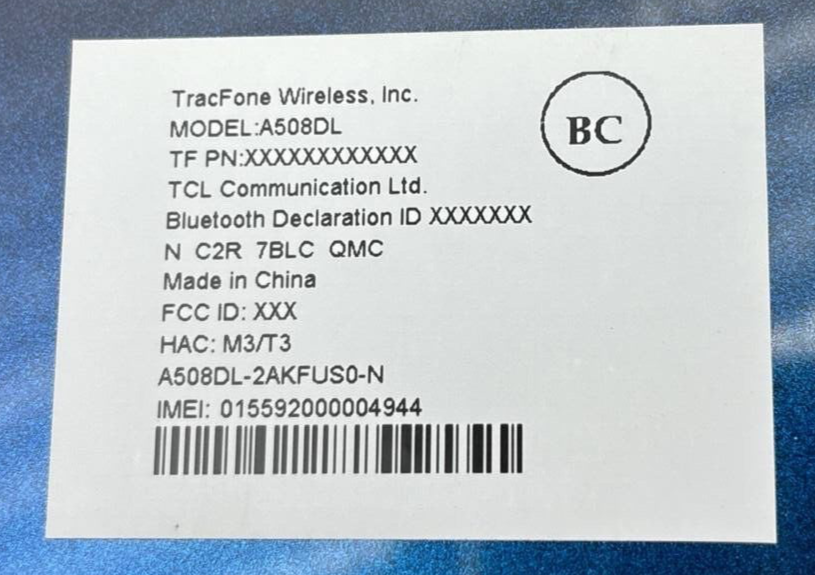 TracFone Wireless, Inc.
BC
MODEL:A508DL
TF PN:XXXXXXXXXXXXX
TCL Communication Ltd.
Bluetooth Declaration ID XXXXXXX
N C2R 7BLC QMC
Made in China
FCC ID: XXX
HAC: M3/T3
A508DL-2AKFUS0-N
IMEI: 015592000004944